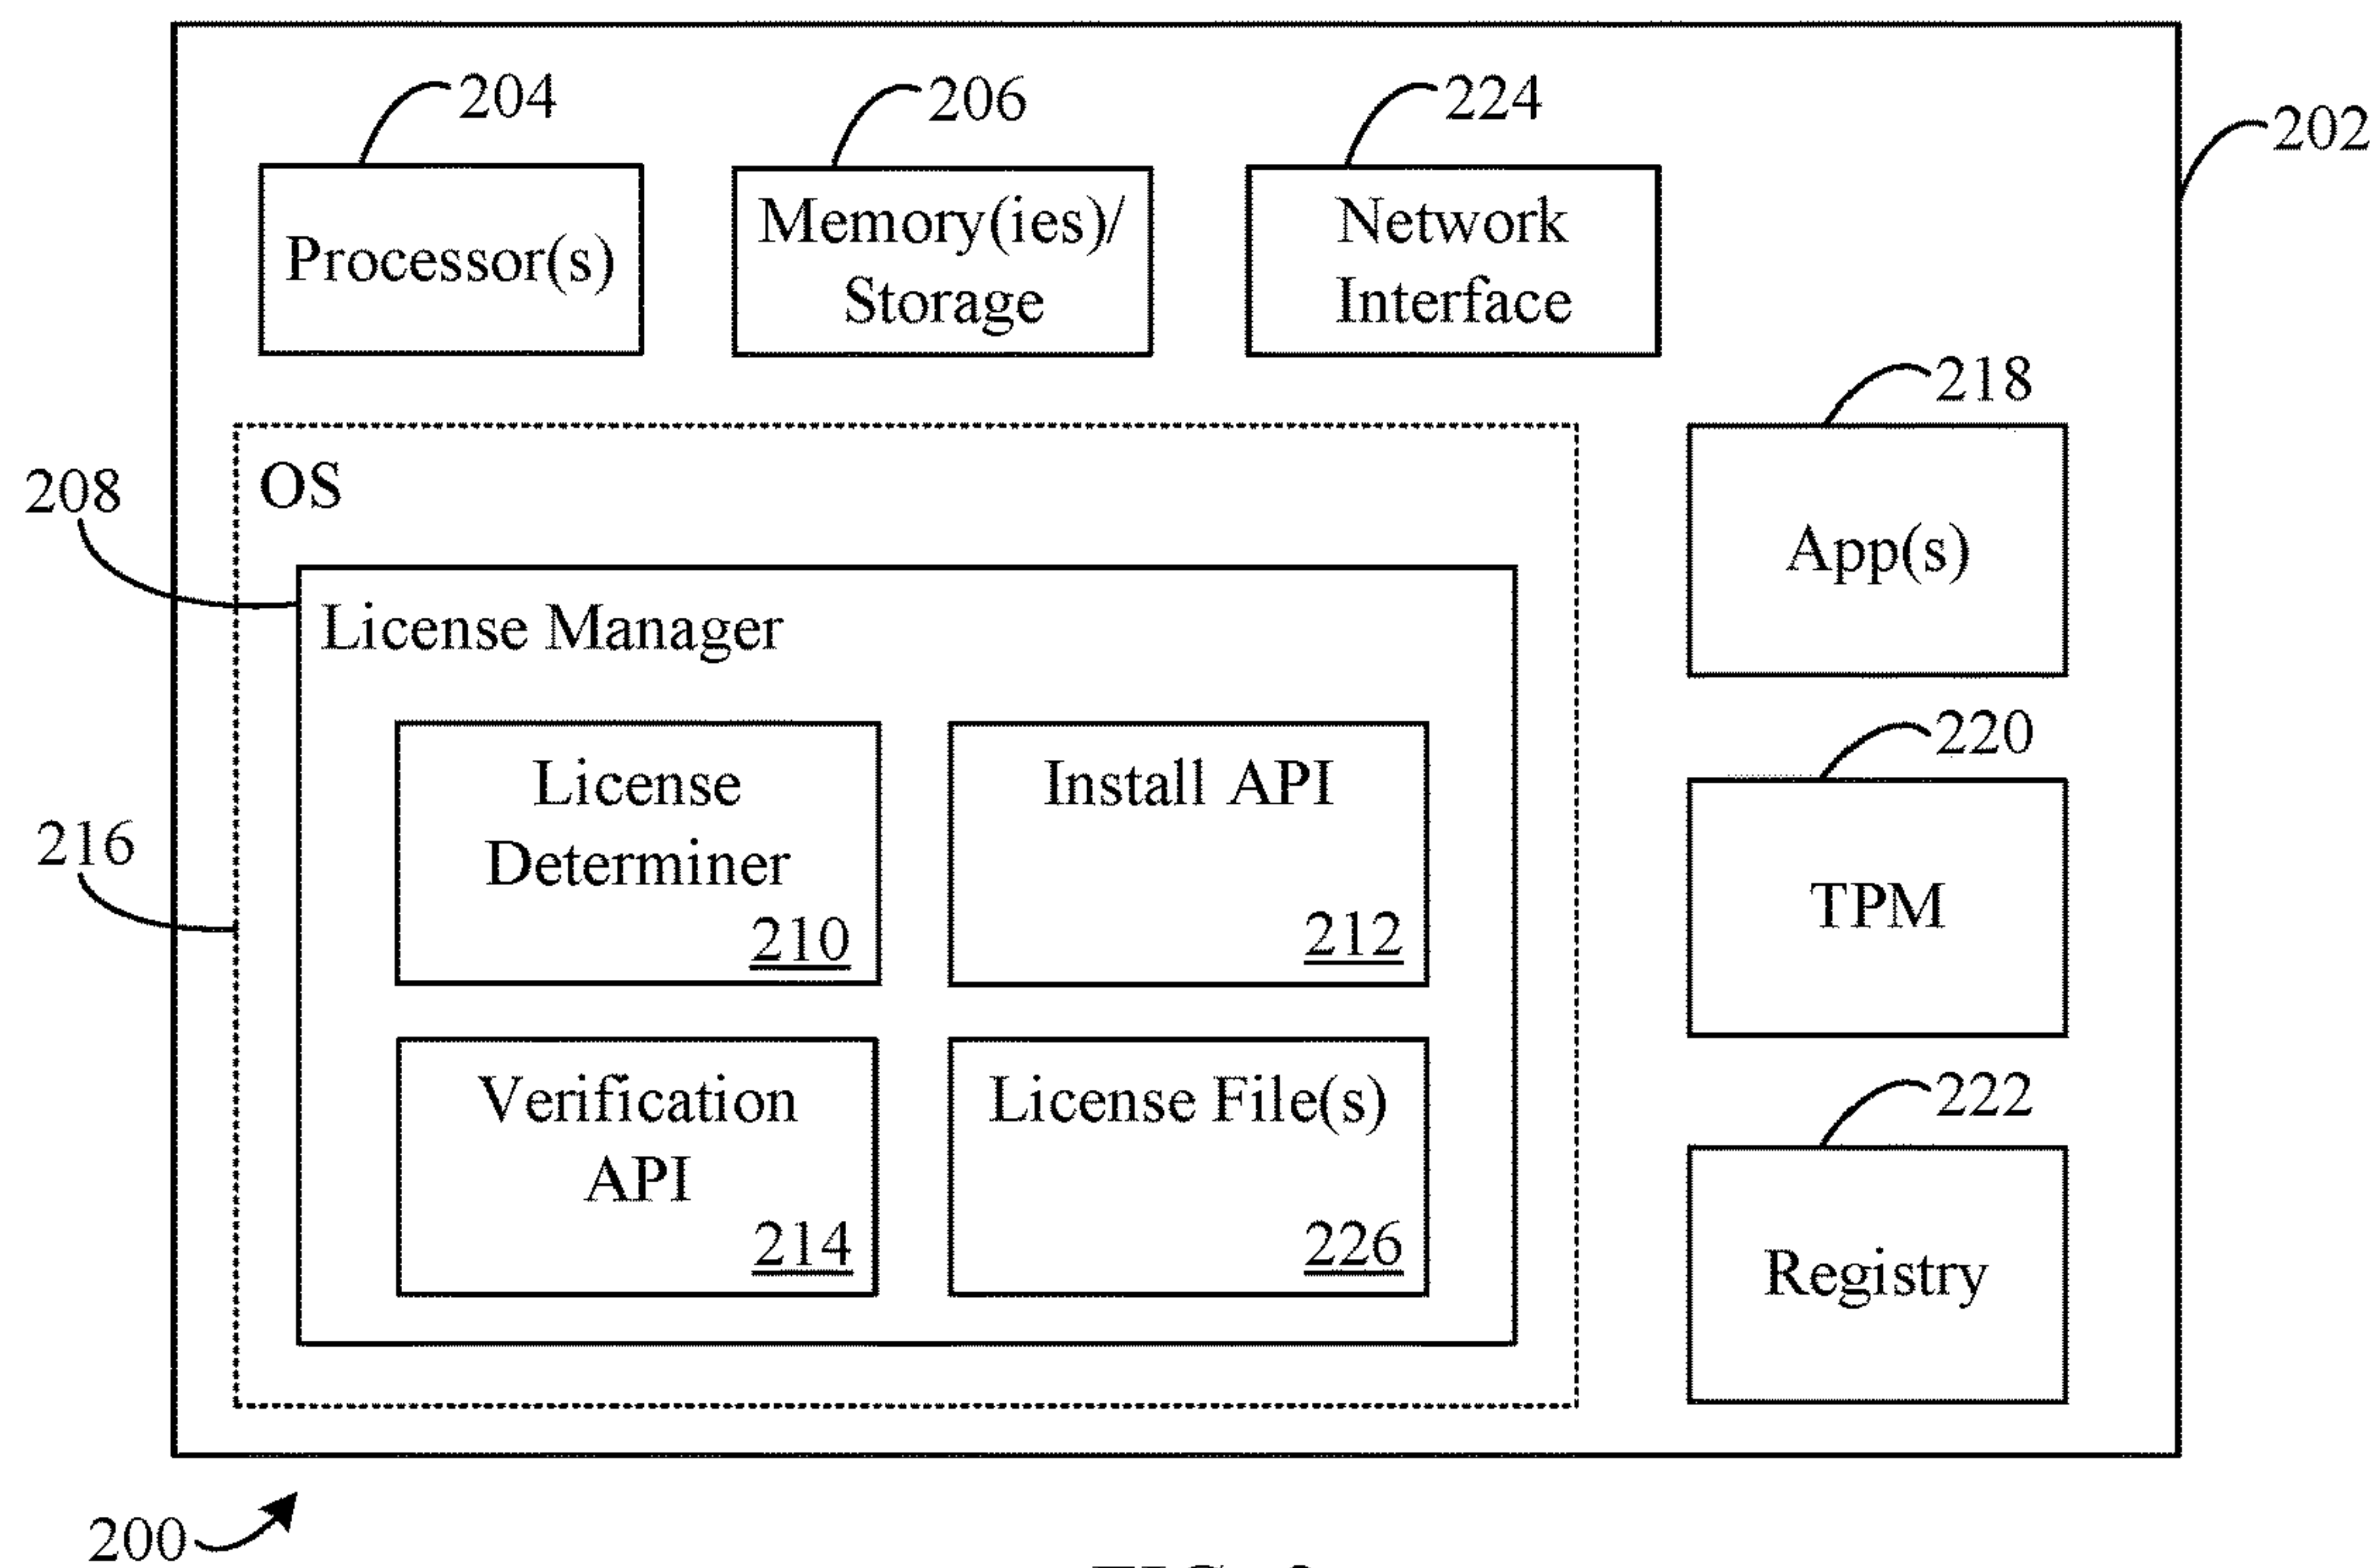 204
206
224
202
Processor(s)
Memory(ies)/
Storage
Network
Interface
218
App(s)
208
OS
License Manager
License
Determiner
210
Install API
212
216
220
TPM
Verification
API
214
License File(s)
226
222
Registry
200